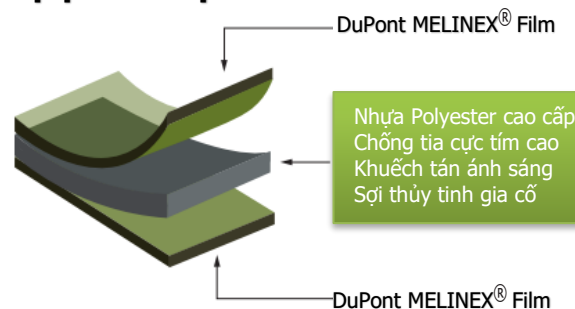 DuPont MELINEX® Film
Nhựa Polyester cao cấp
Chống tia cực tím cao
Khuếch tán ánh sáng
Sợi thủy tinh gia cố
DuPont MELINEX® Film